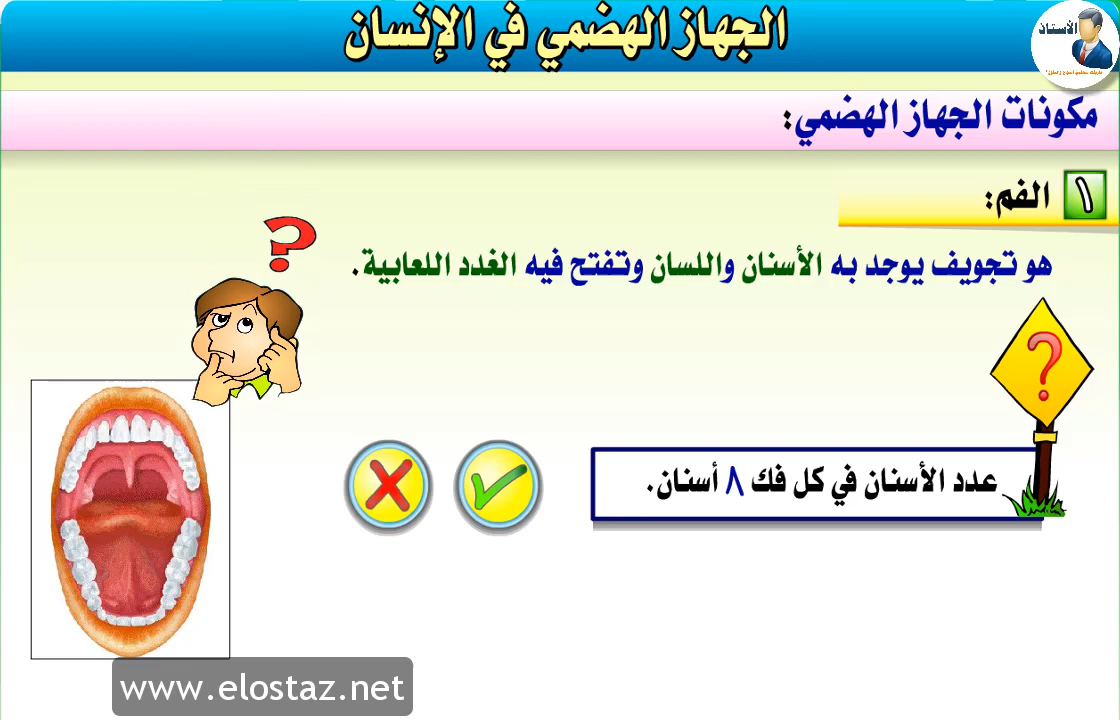 الجهاز الهضمي في الإنسان
الأستاذ
مكونات الجهاز الهضمي:
١ الفم:
هو تجويف يوجد به الأسنان واللسان وتفتح فيه الغدد اللعابية.
?
?
عدد الأسنان في كل فك ٨ أسنان.
www.elostaz.net